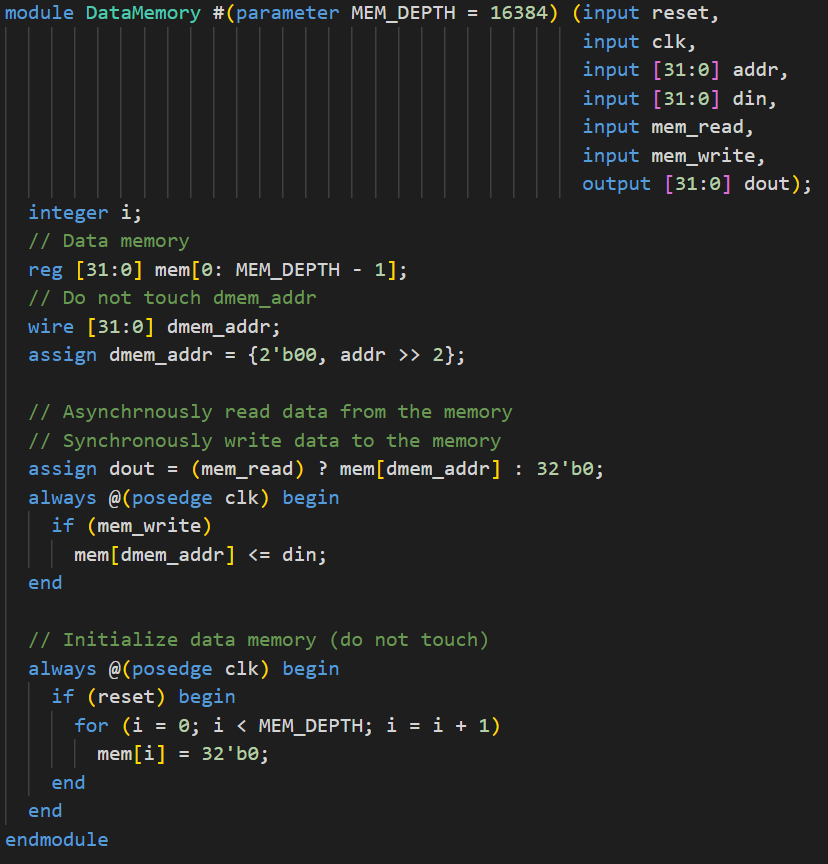 module DataMemory #(parameter MEM_DEPTH = 16384) (input reset,
input clk,
input [31:0] addr,
input [31:0] din,
input mem_read,
input mem_write,
output [31:0] dout);
integer i;
// Data memory
reg [31:0] mem[0: MEM_DEPTH - 1];
// Do not touch dmem_addr
wire [31:0] dmem_addr;
assign dmem_addr = {2'b00, addr >> 2};
// Asynchrnously read data from the memory
// Synchronously write data to the memory
assign dout = (mem_read) ? mem[dmem_addr] : 32'b0;
always @(posedge clk) begin
if (mem_write)
mem[dmem_addr] <= din;
end
// Initialize data memory (do not touch)
always @(posedge clk) begin
if (reset) begin
for (i = 0; i < MEM_DEPTH; i = i + 1)
mem[i] = 32'b0;
end
end
endmodule